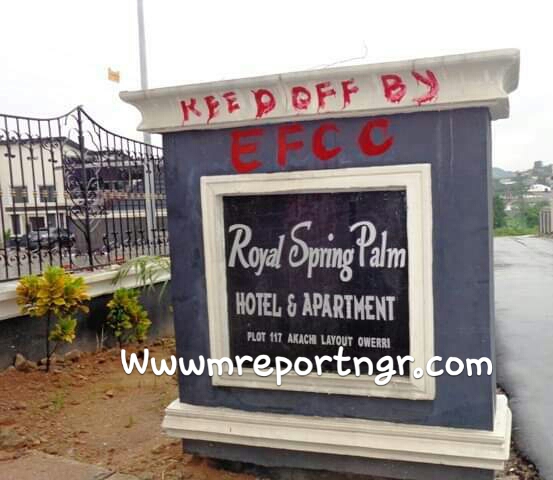 KEEP OFF BY
EFCC
Royal Spring Palm
HOTEL & APARTMENT
PLOT 117 AKACHI LAYOUT OWERRI
Wwwmreportngr.com